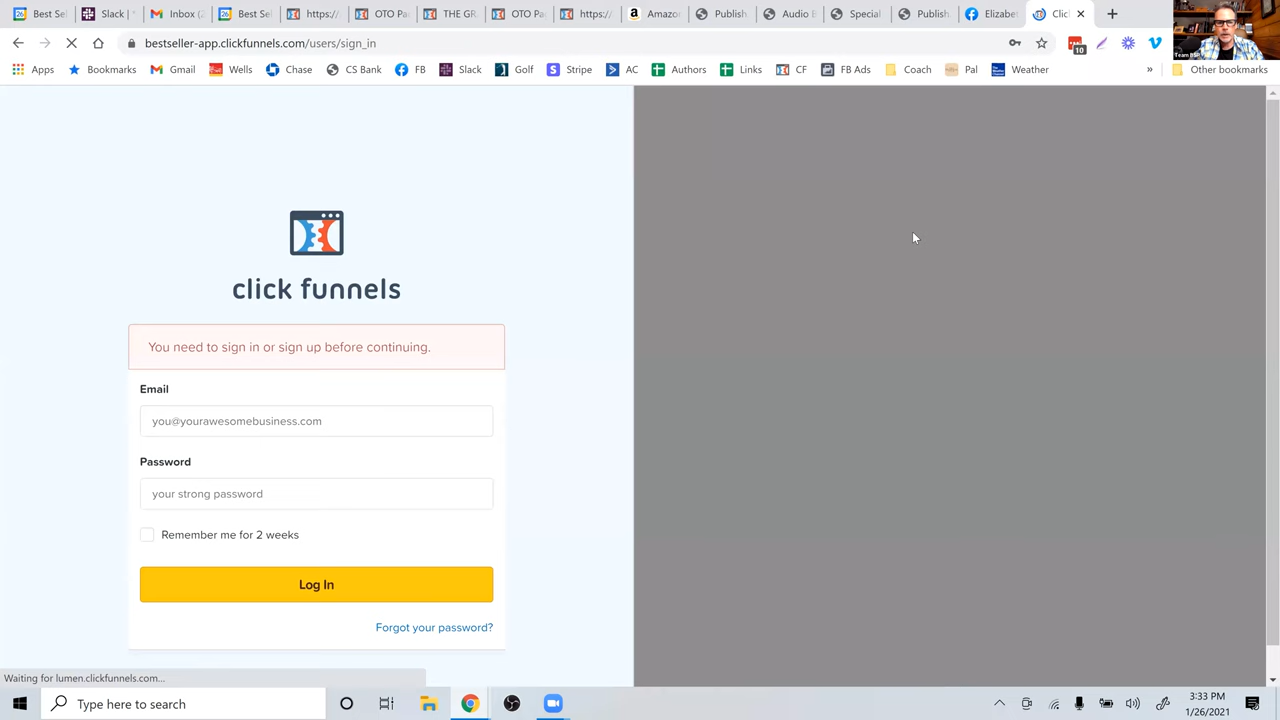 Best Sel
Slack | "
Inbox (2
Best Sel
https:/
OTO Pa
THE GR
OTO Pa
https:/
Amazo
Publish
Audio B
Special
Publish
Elizabet
Clic
bestseller-app.clickfunnels.com/users/sign_in
10
Apps
Bookmarks
Gmail
Wells
Chase
CS Bank
FB
Slack
Golf
Stripe
AC
Authors
Links
CF
FB Ads
Coach
Pal
Weather
»
Other bookmarks
click funnels
You need to sign in or sign up before continuing.
Email
you@yourawesomebusiness.com
Password
your strong password
Remember me for 2 weeks
Log In
Forgot your password?
Waiting for lumen.clickfunnels.com...
Type here to search
3:33 PM
1/26/2021